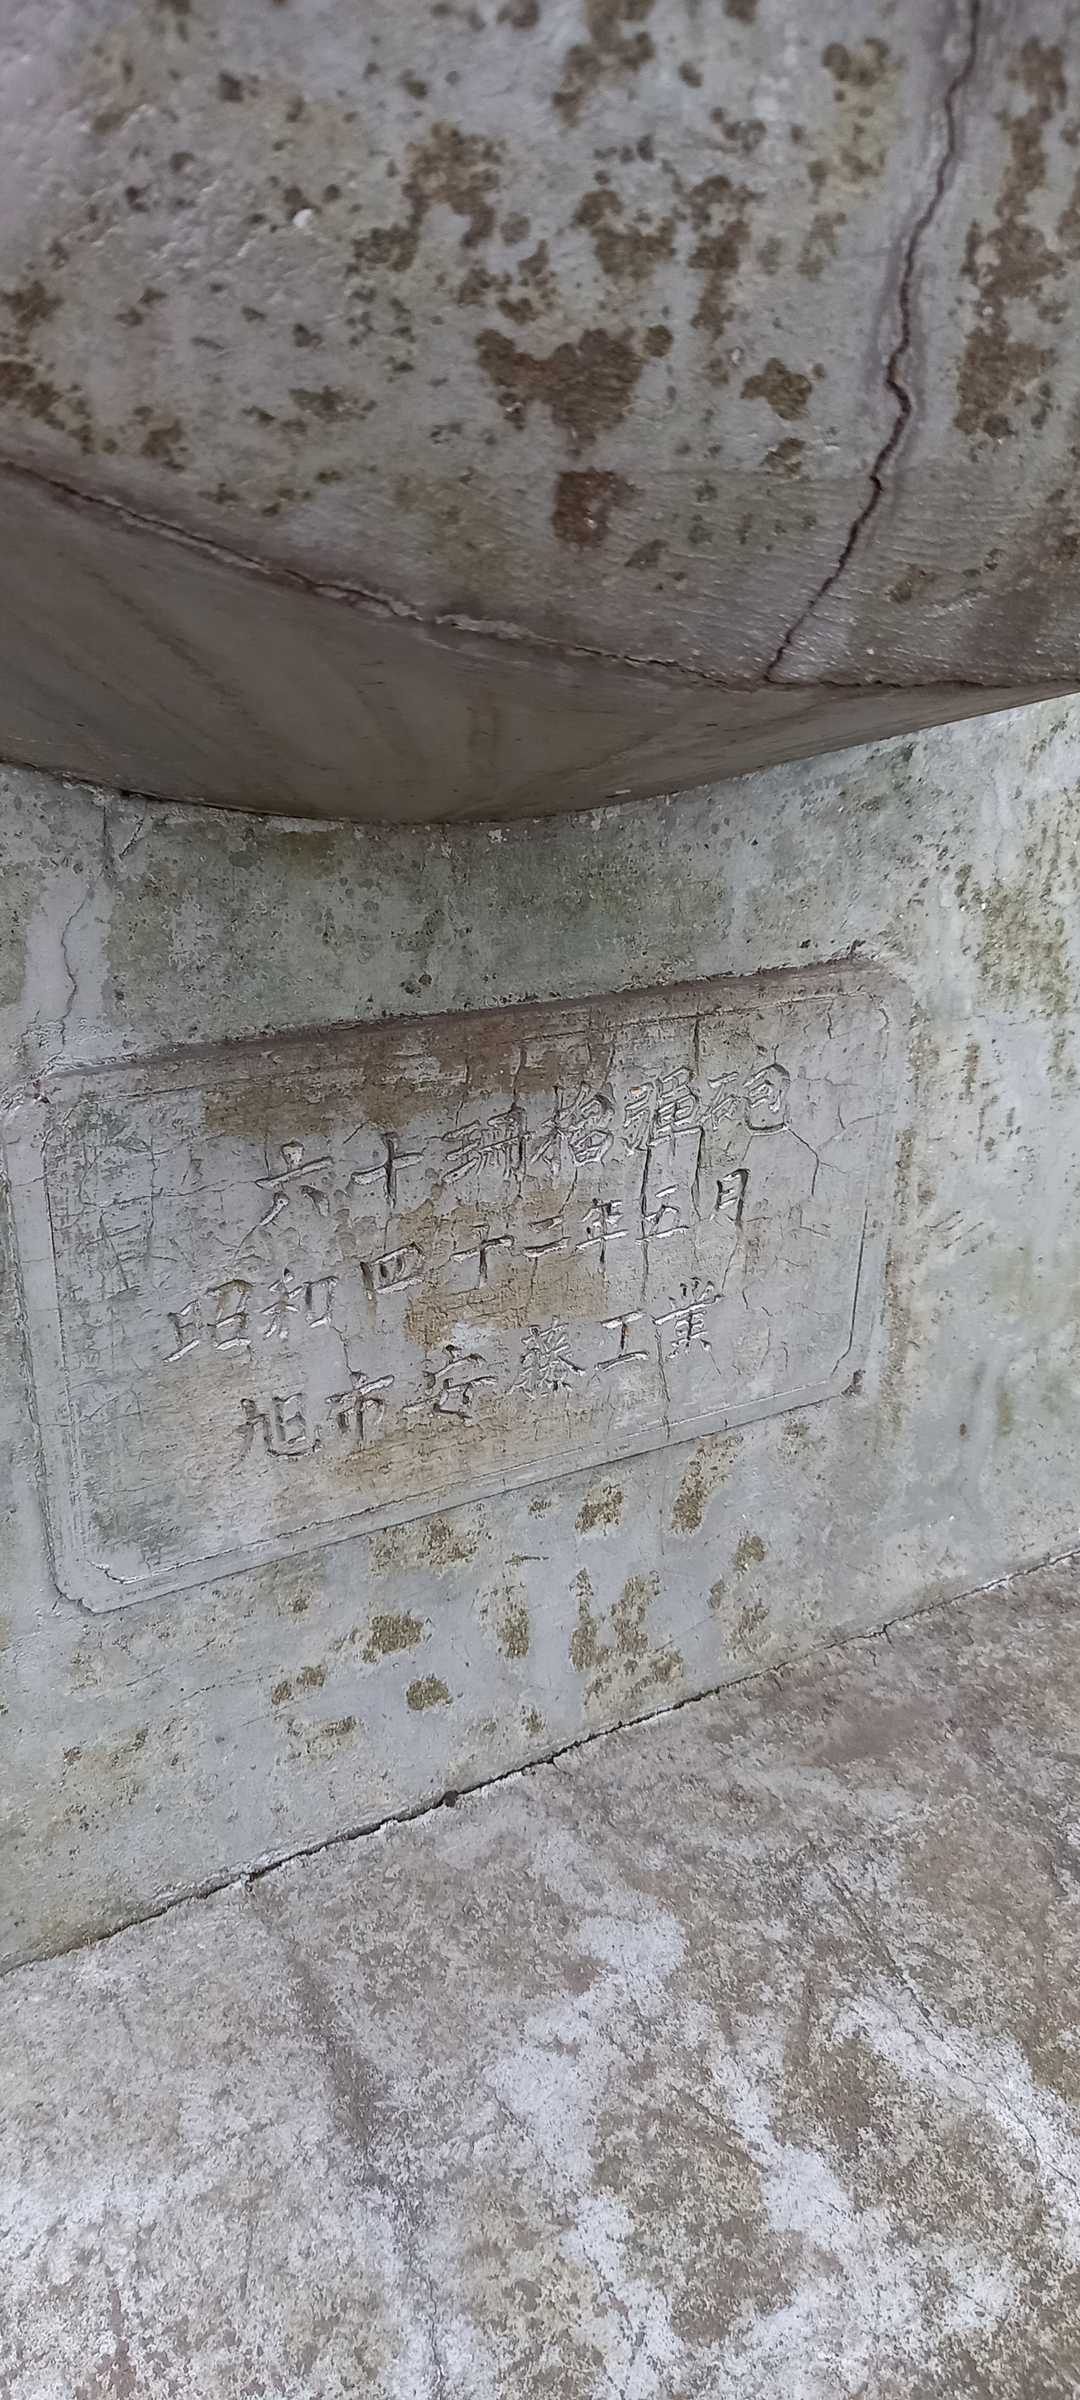 六十珊榴弾砲
昭和四十二年五月
旭市安藤工業